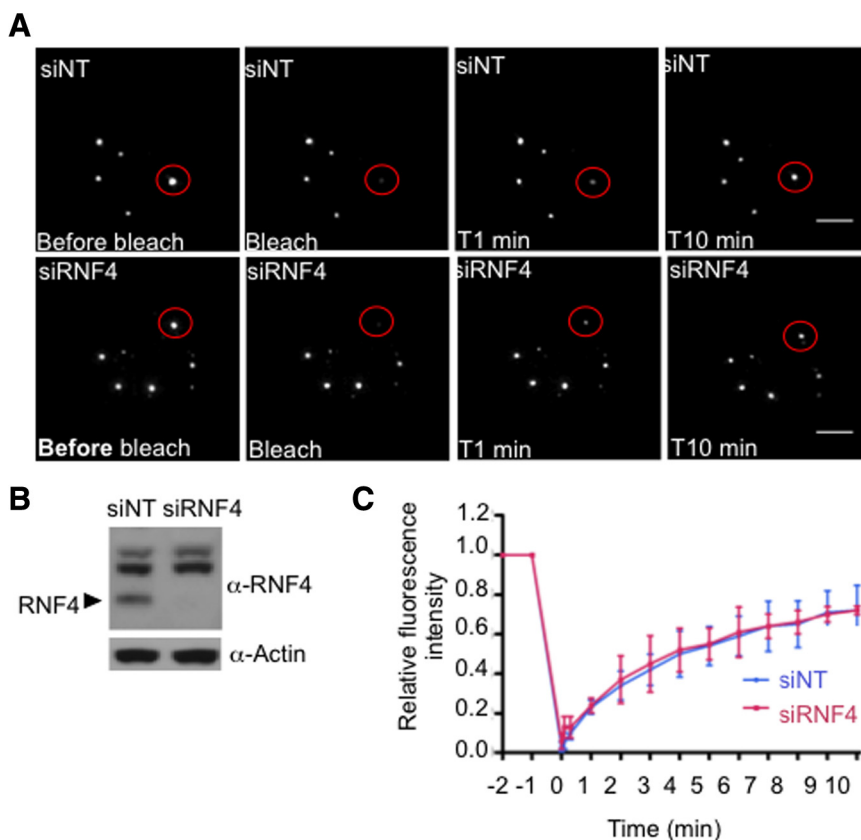 A
siNT
siNT
siNT
siNT
Before bleach
Bleach
T1 min
T10 min
siRNF4
siRNF4
siRNF4
siRNF4
Before bleach
Bleach
T1 min
T10 min
B
siNT siRNF4
RNF4
α-RNF4
α-Actin
C
Relative fluorescence
intensity
1.2
1.0
0.8
0.6
0.4
0.2
0.0
siNT
siRNF4
-2 -1 0 1 2 3 4 5 6 7 8 9 10
Time (min)